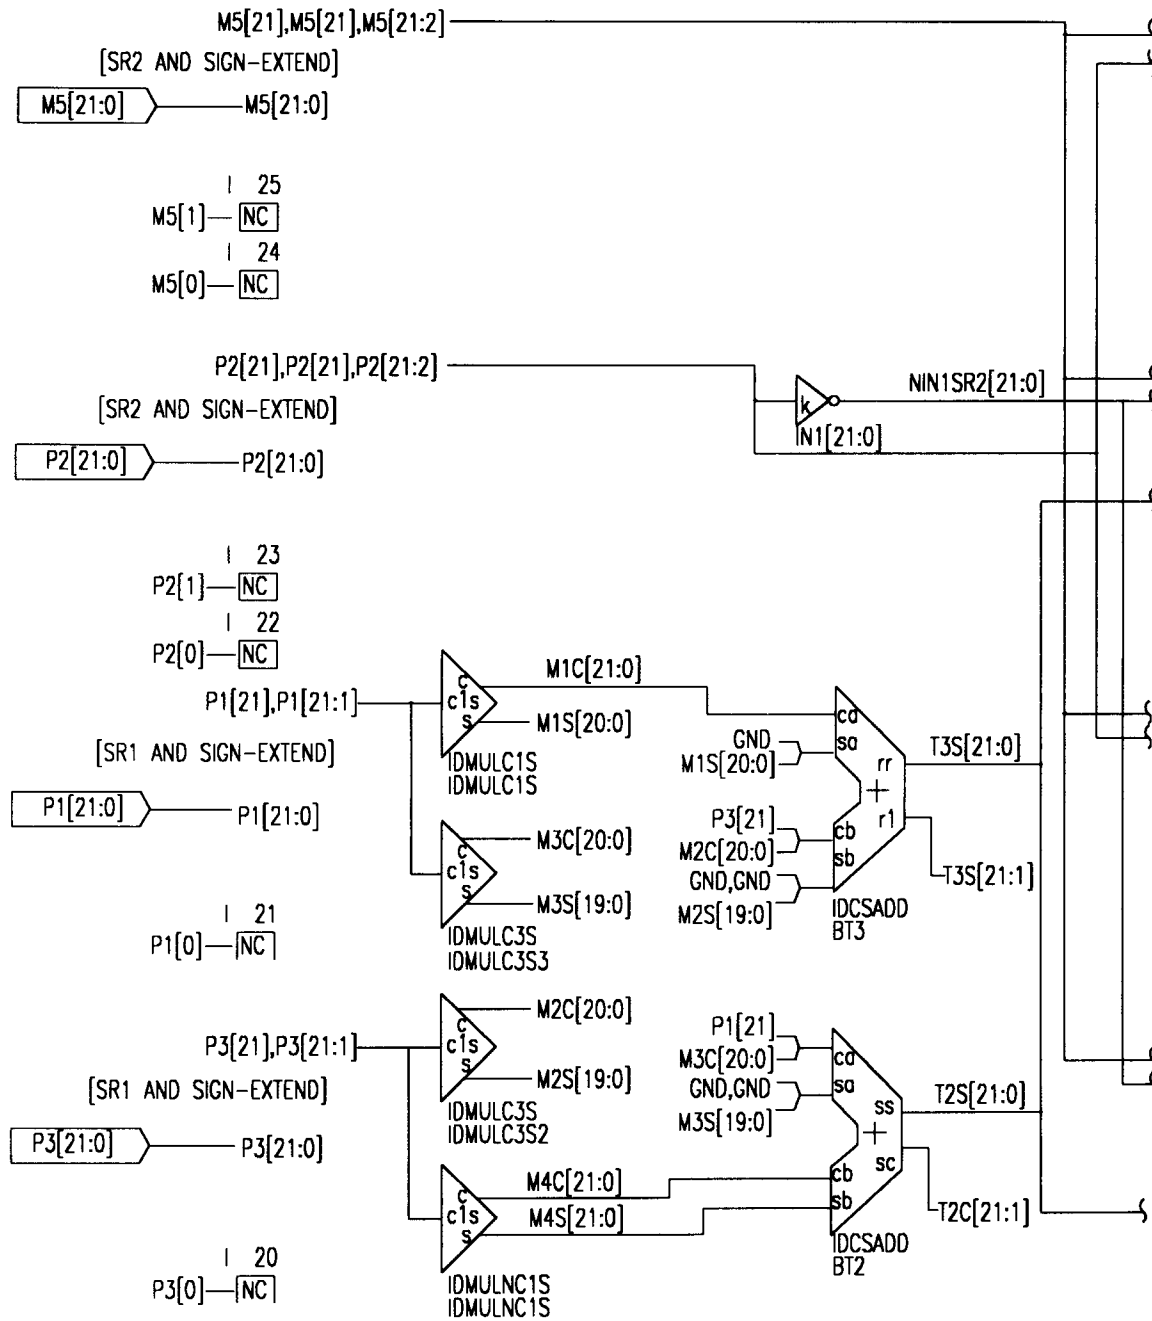 M5[21],M5[21],M5[21:2]
[SR2 AND SIGN-EXTEND]
M5[21:0] M5[21:0]
I 25
M5[1] NC
I 24
M5[0] NC
P2[21],P2[21],P2[21:2]
[SR2 AND SIGN-EXTEND]
k
NIN1SR2[21:0]
IN1[21:0]
P2[21:0] P2[21:0]
I 23
P2[1] NC
I 22
P2[0] NC
P1[21],P1[21:1]
[SR1 AND SIGN-EXTEND]
P1[21:0] P1[21:0]
I 21
P1[0] NC
c
c1s
s
M1C[21:0]
M1S[20:0]
IDMULC1S
IDMULC1S
c
c1s
s
M3C[20:0]
M3S[19:0]
IDMULC3S
IDMULC3S3
GND
M1S[20:0]
P3[21]
M2C[20:0]
GND,GND
M2S[19:0]
ca
sa
rr
r1
cb
sb
T3S[21:0]
T3S[21:1]
IDCSADD
BT3
P3[21],P3[21:1]
[SR1 AND SIGN-EXTEND]
P3[21:0] P3[21:0]
I 20
P3[0] NC
c
c1s
s
M2C[20:0]
M2S[19:0]
IDMULC3S
IDMULC3S2
c
c1s
s
M4C[21:0]
M4S[21:0]
IDMULNC1S
IDMULNC1S
P1[21]
M3C[20:0]
GND,GND
M3S[19:0]
ca
sa
ss
sc
cb
sb
T2S[21:0]
T2C[21:1]
IDCSADD
BT2